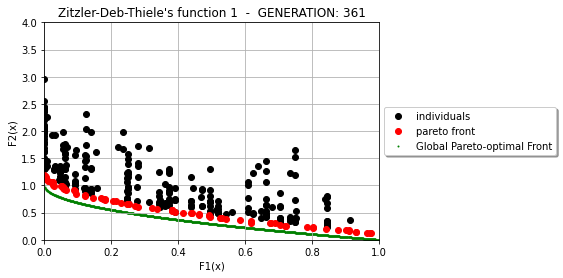 Zitzler-Deb-Thiele's function 1 - GENERATION: 361
4.0
3.5
3.0
2.5
2.0
1.5
1.0
0.5
0.0
F2(x)
0.0 0.2 0.4 0.6 0.8 1.0
F1(x)
individuals
pareto front
Global Pareto-optimal Front